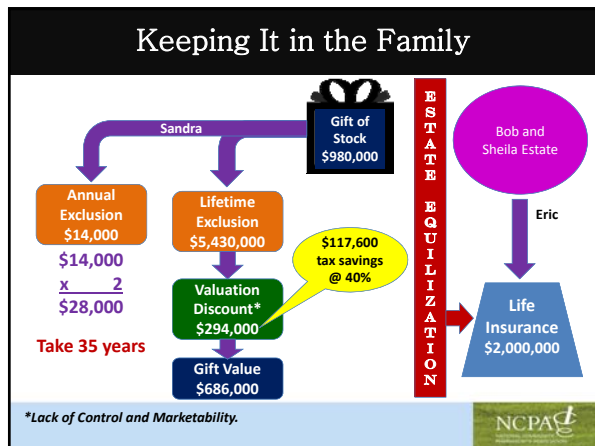 Keeping It in the Family
Sandra
Gift of
Stock
$980,000
Annual
Exclusion
$14,000
$14,000
x 2
$28,000
Take 35 years
Lifetime
Exclusion
$5,430,000
$117,600
tax savings
@ 40%
Valuation
Discount*
$294,000
Gift Value
$686,000
ESTATE EQUILIZATION
Bob and
Sheila Estate
Eric
Life
Insurance
$2,000,000
*Lack of Control and Marketability.
NCPA